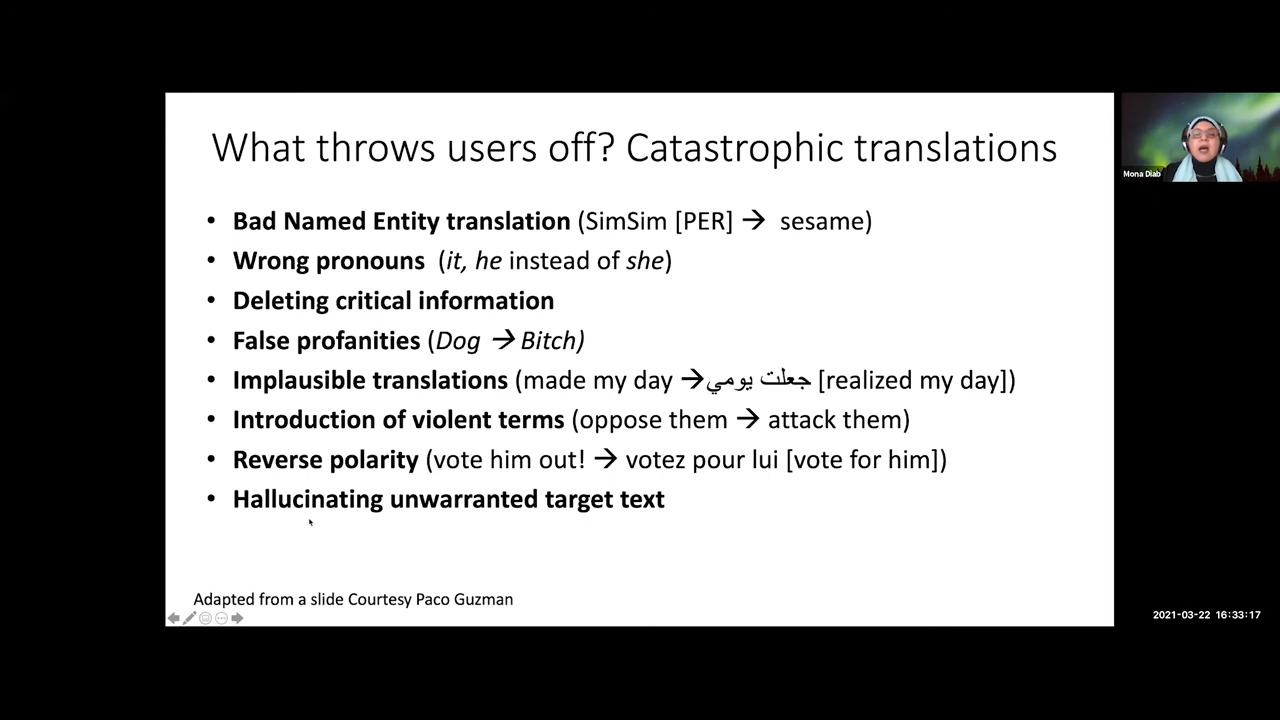 What throws users off? Catastrophic translations
• Bad Named Entity translation (SimSim [PER] → sesame)
• Wrong pronouns (it, he instead of she)
• Deleting critical information
• False profanities (Dog → Bitch)
• Implausible translations (made my day → جعلت يومي [realized my day])
• Introduction of violent terms (oppose them → attack them)
• Reverse polarity (vote him out! → votez pour lui [vote for him])
• Hallucinating unwarranted target text
Adapted from a slide Courtesy Paco Guzman
Mona Diab
2021-03-22 16:33:17